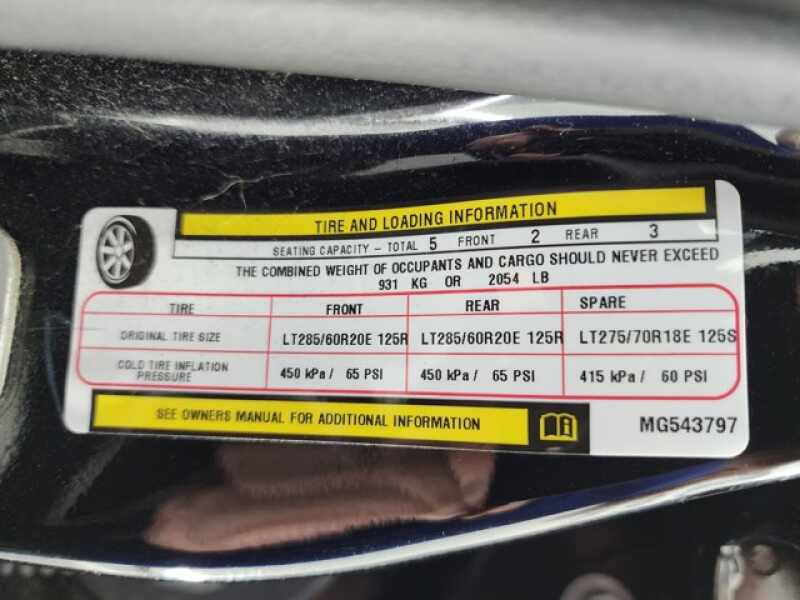 TIRE AND LOADING INFORMATION
SEATING CAPACITY - TOTAL 5 FRONT 2 REAR 3
THE COMBINED WEIGHT OF OCCUPANTS AND CARGO SHOULD NEVER EXCEED
931 KG OR 2054 LB
TIRE FRONT REAR SPARE
ORIGINAL TIRE SIZE LT285/60R20E 125R LT285/60R20E 125R LT275/70R18E 125S
COLD TIRE INFLATION
PRESSURE 450 kPa / 65 PSI 450 kPa / 65 PSI 415 kPa / 60 PSI
SEE OWNERS MANUAL FOR ADDITIONAL INFORMATION MG543797